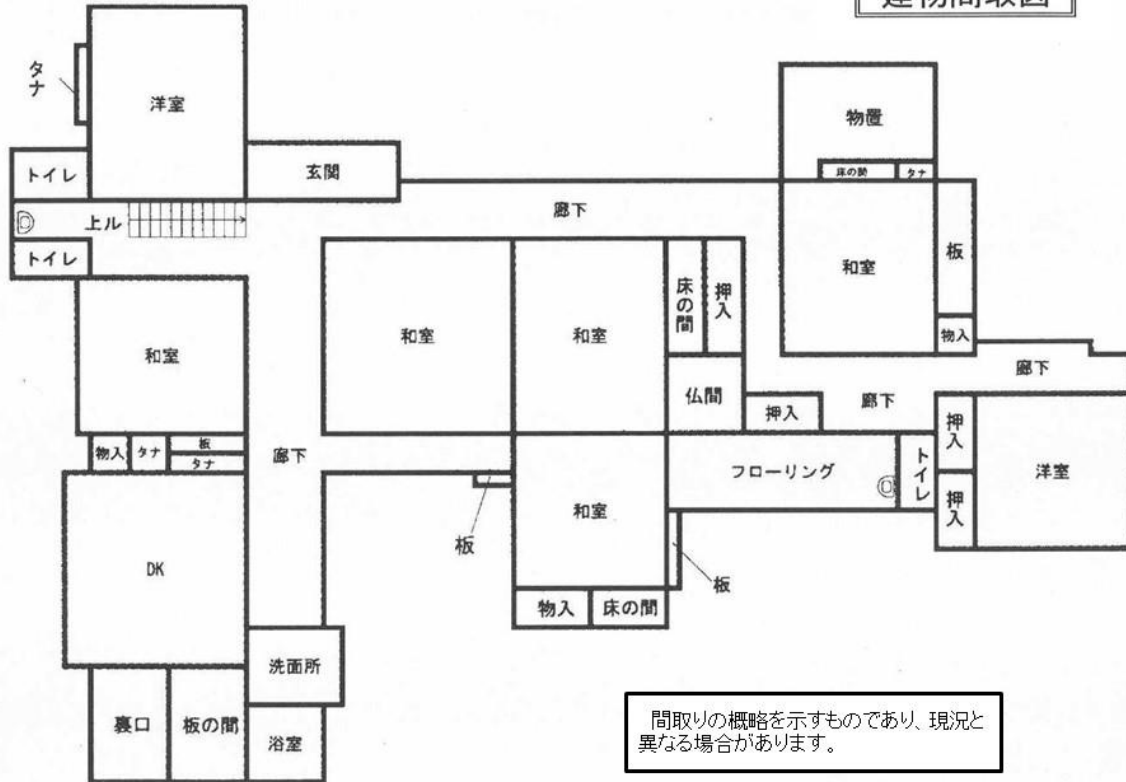 建物間取図
タナ
洋室
物置
トイレ
玄関
床の間
タナ
上ル
廊下
トイレ
和室
板
床の間
押入
和室
和室
和室
物入
廊下
仏間
押入
廊下
押入
物入
タナ
板
タナ
廊下
フローリング
トイレ
洋室
板
和室
押入
DK
板
物入
床の間
洗面所
裏口
板の間
浴室
間取りの概略を示すものであり、現況と
異なる場合があります。